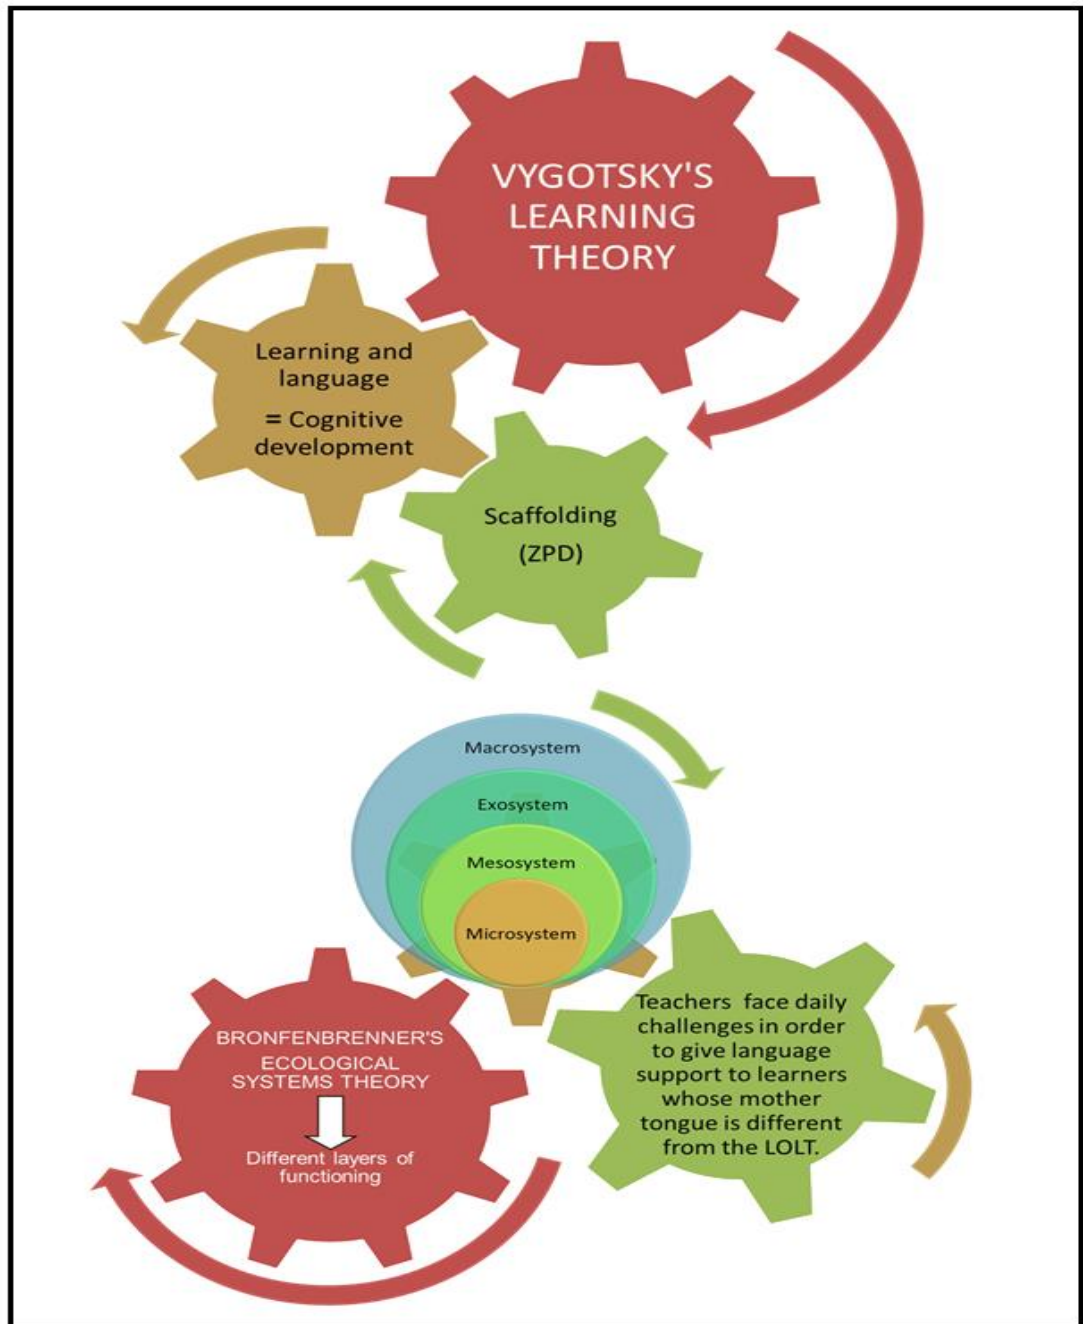 VYGOTSKY'S
LEARNING
THEORY
Learning and
language
= Cognitive
development
Scaffolding
(ZPD)
Macrosystem
Exosystem
Mesosystem
Microsystem
BRONFENBRENNER'S
ECOLOGICAL
SYSTEMS THEORY
Different layers of
functioning
Teachers face daily
challenges in order
to give language
support to learners
whose mother
tongue is different
from the LOLT.